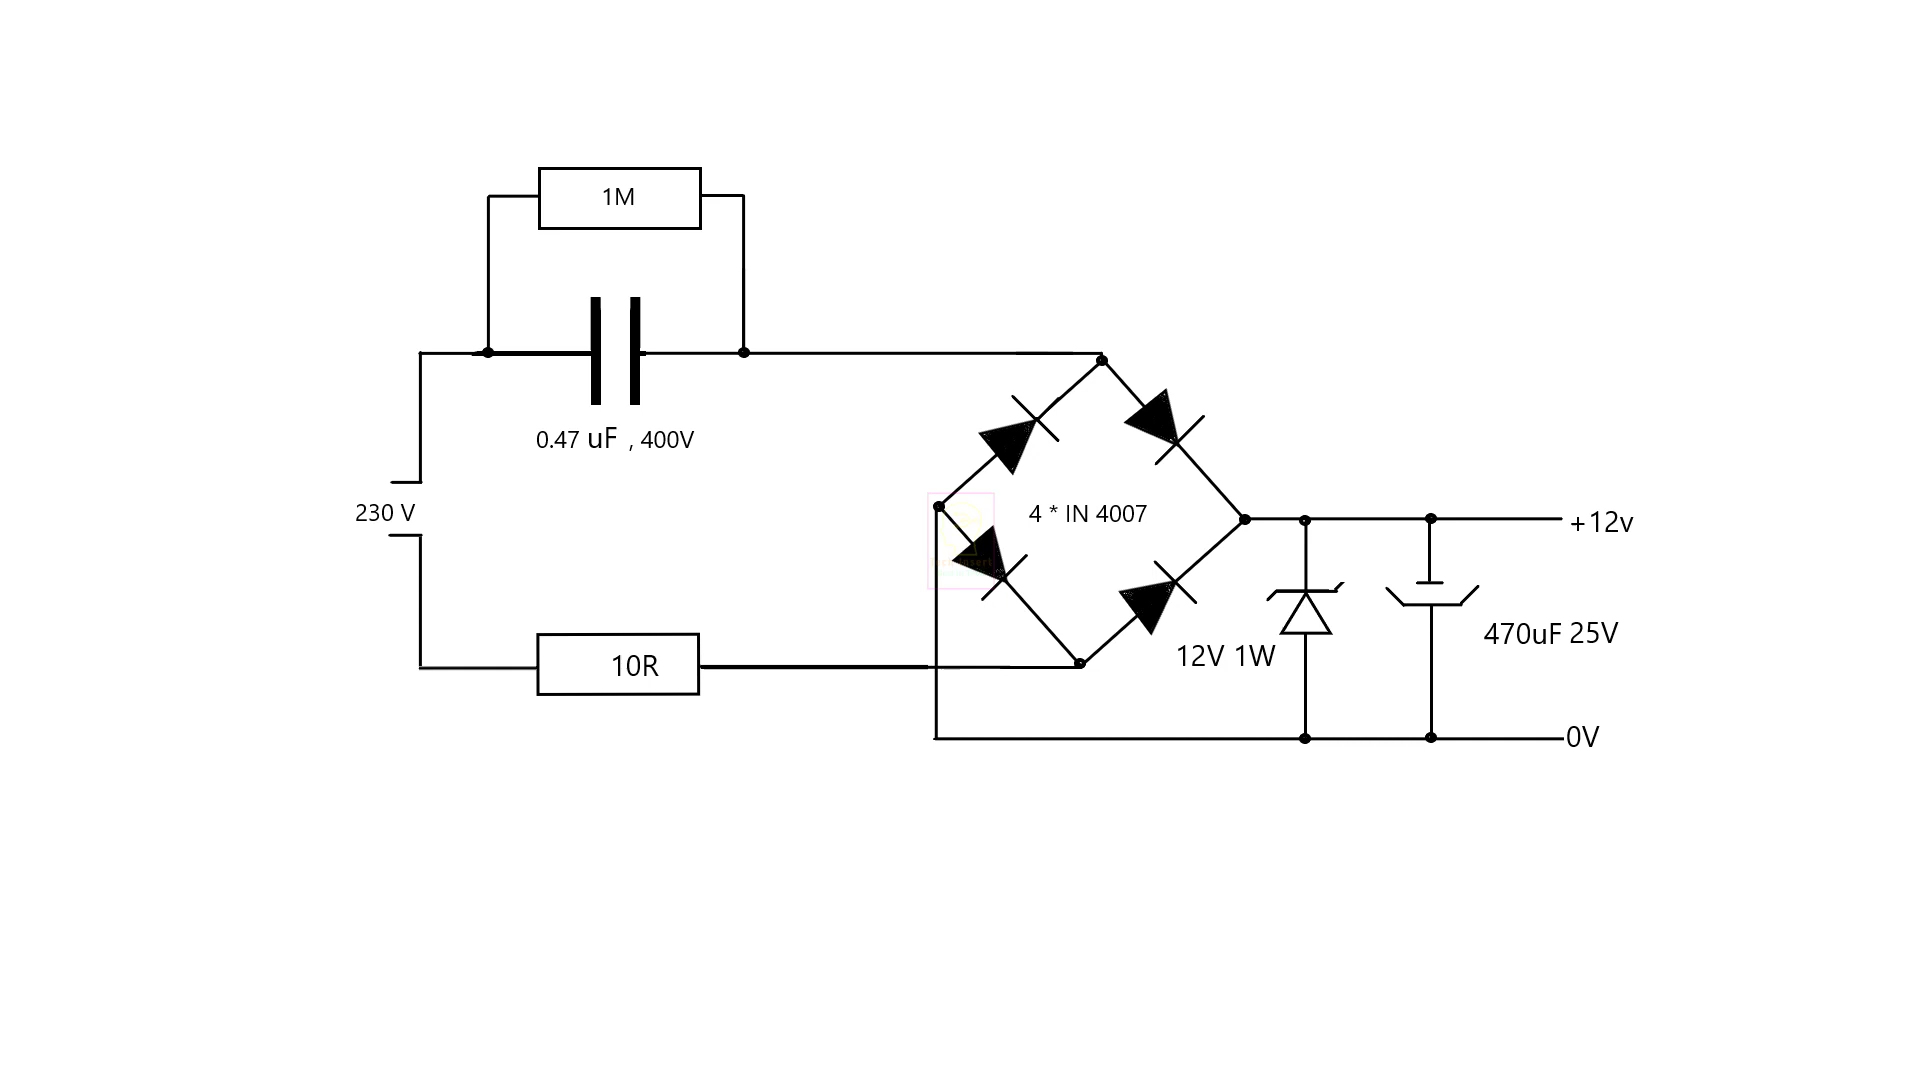 1M
0.47 uF , 400V
230 V
4 * IN 4007
+12v
470uF 25V
12V 1W
10R
0V